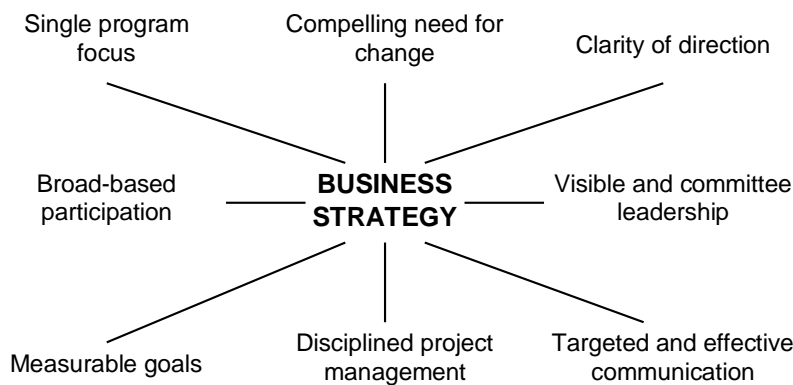 Single program
focus
Compelling need for
change
Clarity of direction
Broad-based
participation
BUSINESS
STRATEGY
Visible and committee
leadership
Measurable goals
Disciplined project
management
Targeted and effective
communication